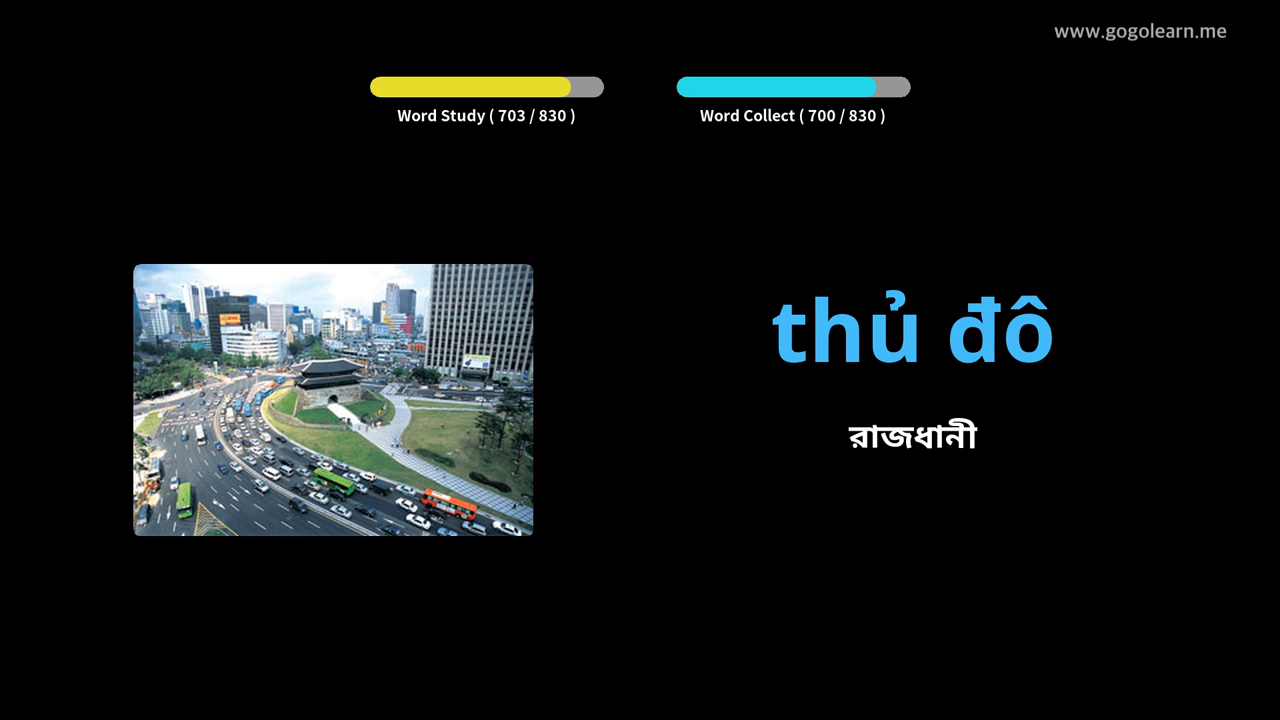 www.gogolearn.me
Word Study ( 703 / 830 )
Word Collect ( 700 / 830 )
thủ đô
রাজধানী